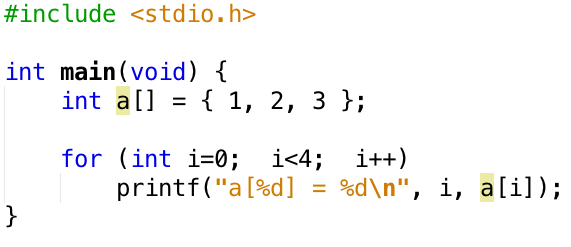 #include <stdio.h>

int main(void) {
    int a[] = { 1, 2, 3 };

    for (int i=0;  i<4;  i++)
        printf("a[%d] = %d\n", i, a[i]);
}